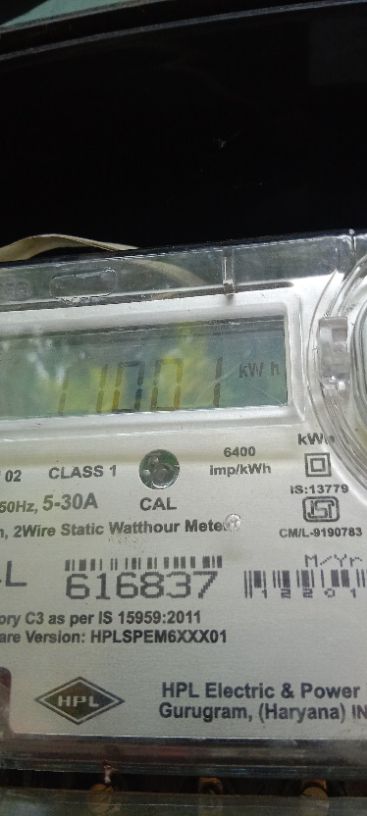 kWh
02 CLASS 1
6400
imp/kWh
kWh
50Hz, 5-30A
CAL
IS:13779
2Wire Static Watthour Meter
CM/L-9190783
M/Yr
616837
ory C3 as per IS 15959:2011
are Version: HPLSPEM6XXX01
HPL
HPL Electric & Power
Gurugram, (Haryana) IN